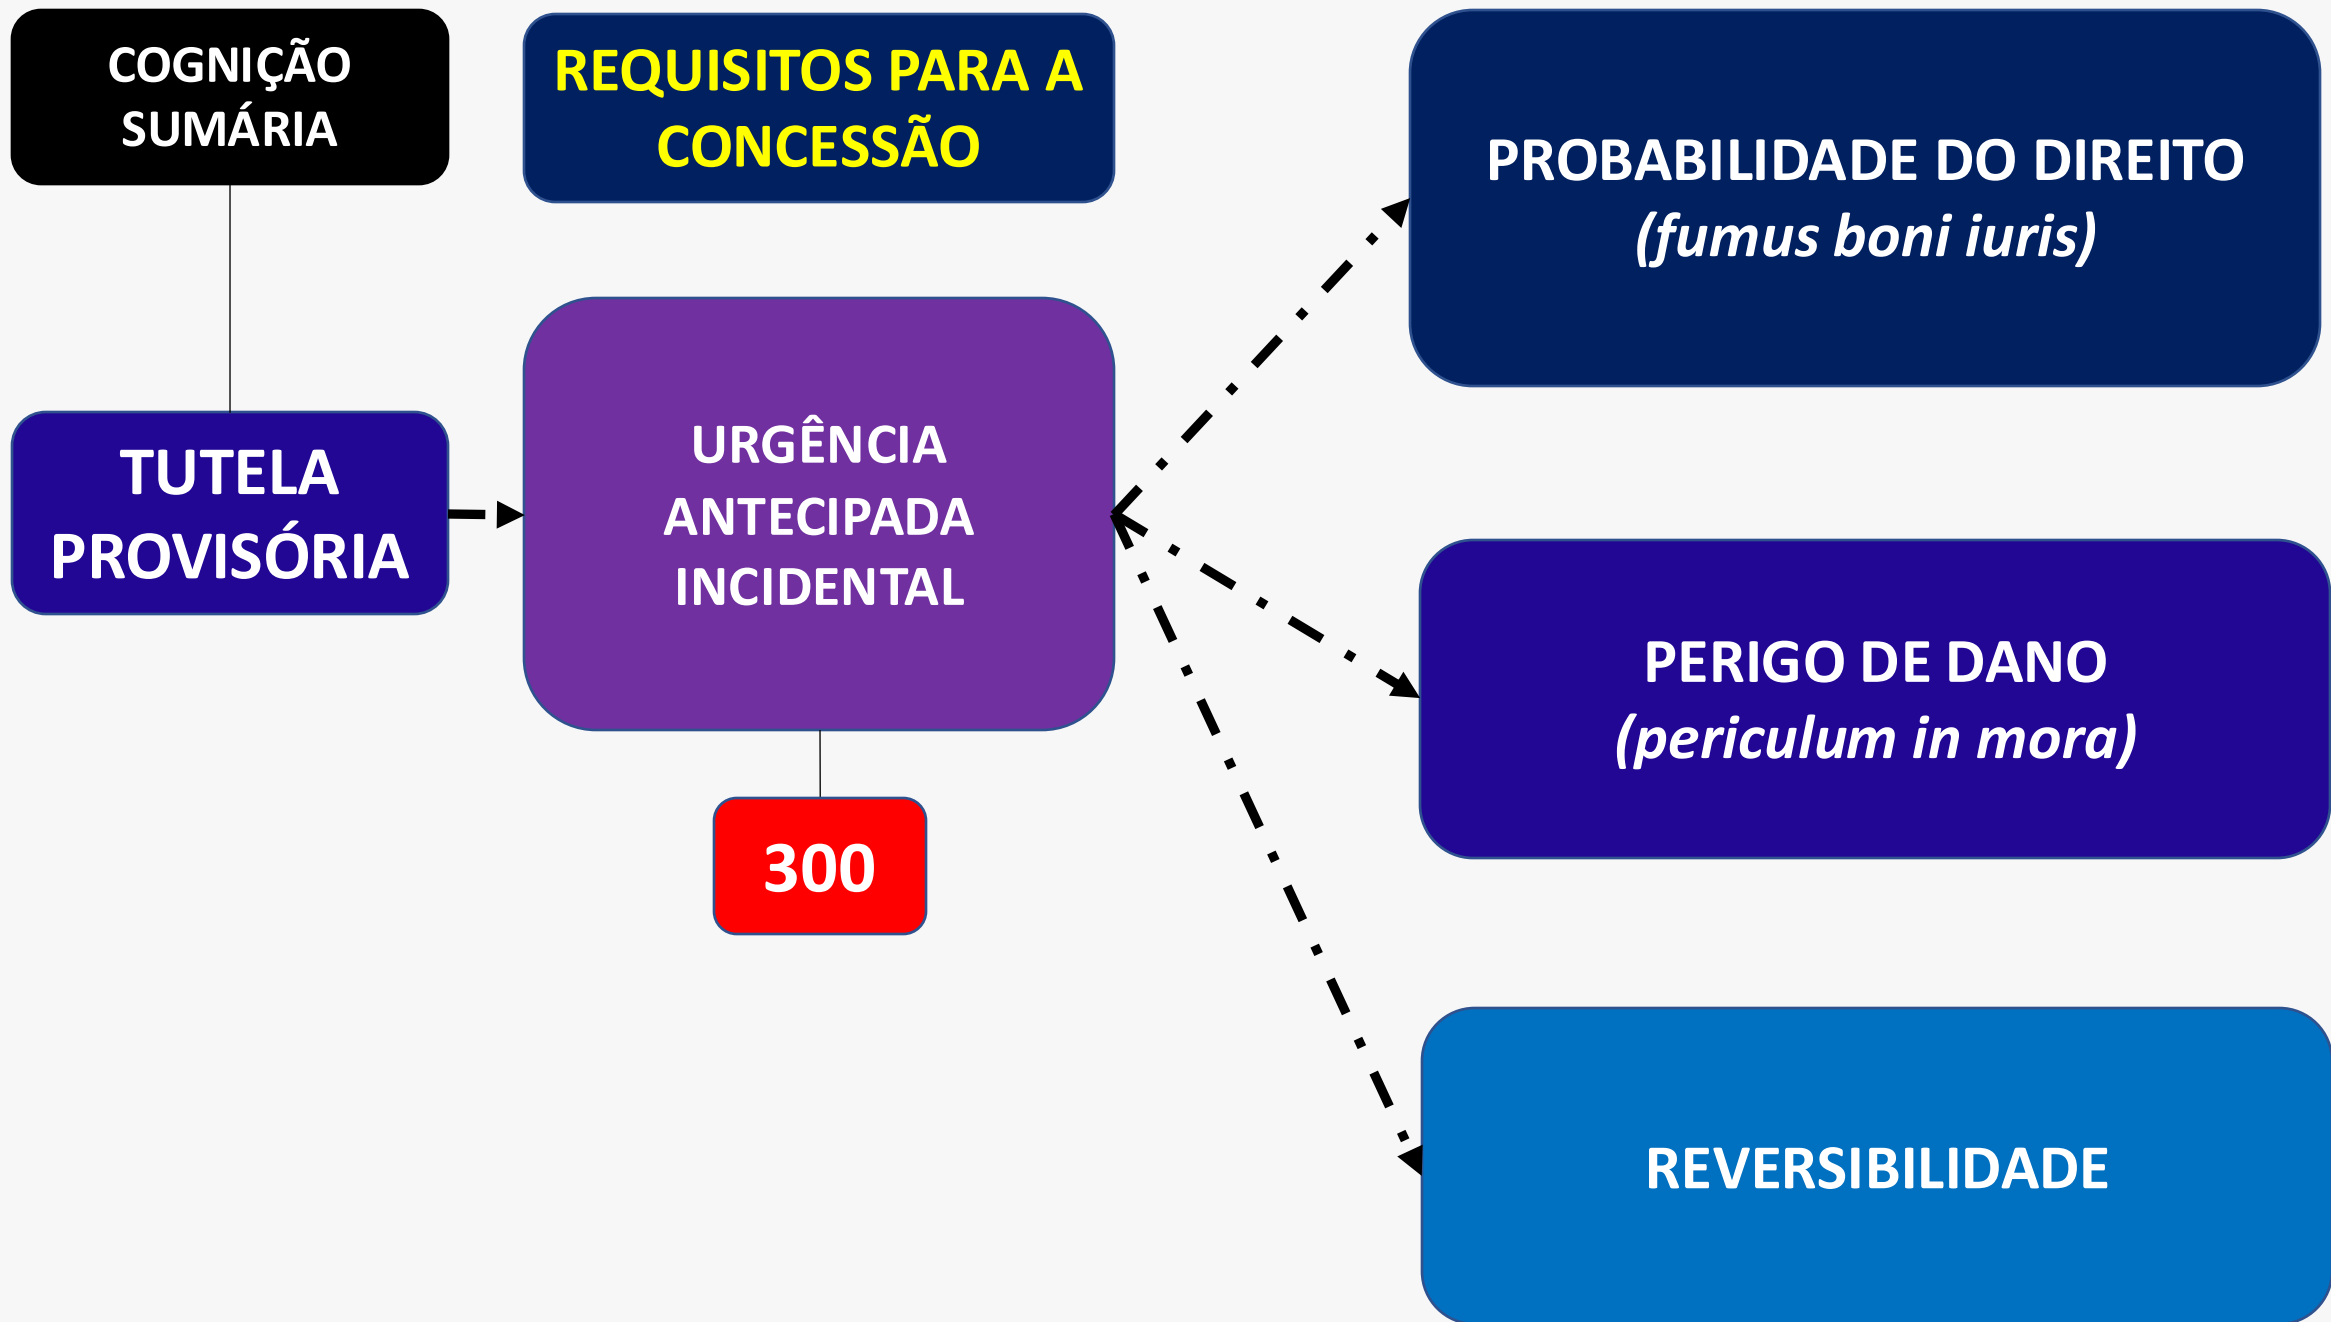 COGNIÇÃO
SUMÁRIA
REQUISITOS PARA A
CONCESSÃO
TUTELA
PROVISÓRIA
URGÊNCIA
ANTECIPADA
INCIDENTAL
300
PROBABILIDADE DO DIREITO
(fumus boni iuris)
PERIGO DE DANO
(periculum in mora)
REVERSIBILIDADE